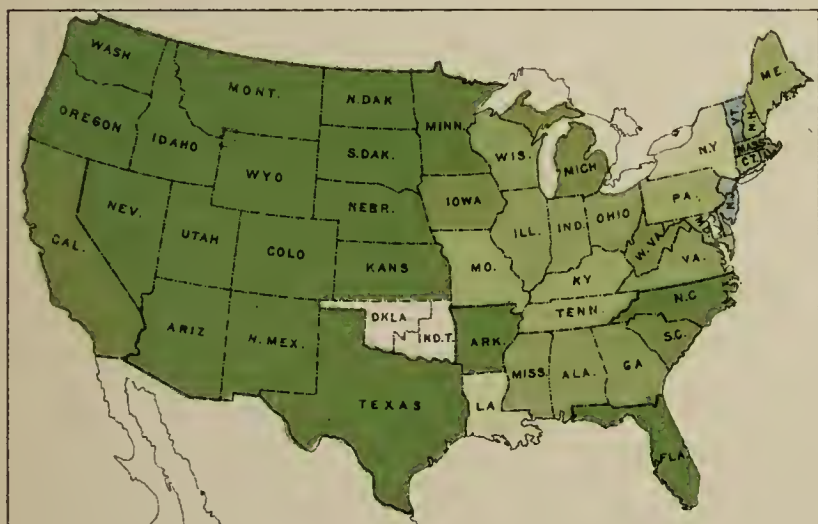 WASH
MONT.
N.DAK
MINN.
ME.
OREGON
IDAHO
S.DAK.
WIS.
MICH
N.Y
VT.
N.H.
MASS
CT.
WYO
NEBR.
IOWA
PA.
N.J.
NEV.
UTAH
COLO
ILL.
IND.
OHIO
W.VA
VA.
CAL.
KANS
MO.
KY
ARIZ
N.MEX.
OKLA
IND.T.
ARK.
TENN.
N.C
S.C.
TEXAS
LA
MISS.
ALA.
GA
FLA.